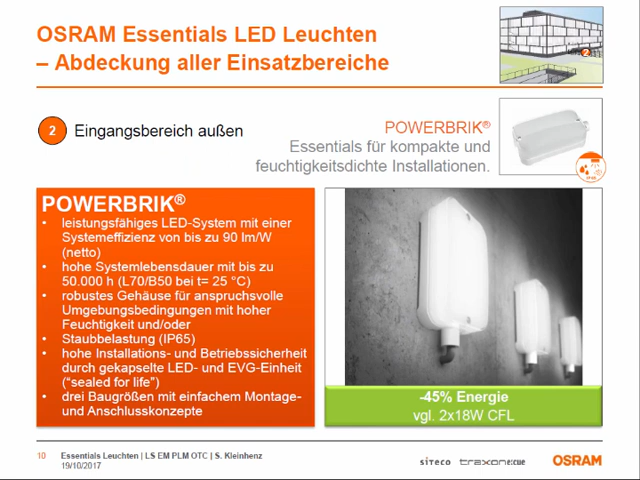 OSRAM Essentials LED Leuchten
– Abdeckung aller Einsatzbereiche
2
2 Eingangsbereich außen
POWERBRIK®
Essentials für kompakte und
feuchtigkeitsdichte Installationen.
POWERBRIK®
• leistungsfähiges LED-System mit einer
Systemeffizienz von bis zu 90 lm/W
(netto)
• hohe Systemlebensdauer mit bis zu
50.000 h (L70/B50 bei t= 25 °C)
• robustes Gehäuse für anspruchsvolle
Umgebungsbedingungen mit hoher
Feuchtigkeit und/oder
• Staubbelastung (IP65)
• hohe Installations- und Betriebssicherheit
durch gekapselte LED- und EVG-Einheit
(“sealed for life”)
• drei Baugrößen mit einfachem Montage-
und Anschlusskonzepte
-45% Energie
vgl. 2x18W CFL
10 Essentials Leuchten | LS EM PLM OTC | S. Kleinhenz
19/10/2017
SITECO traxon e:cue OSRAM